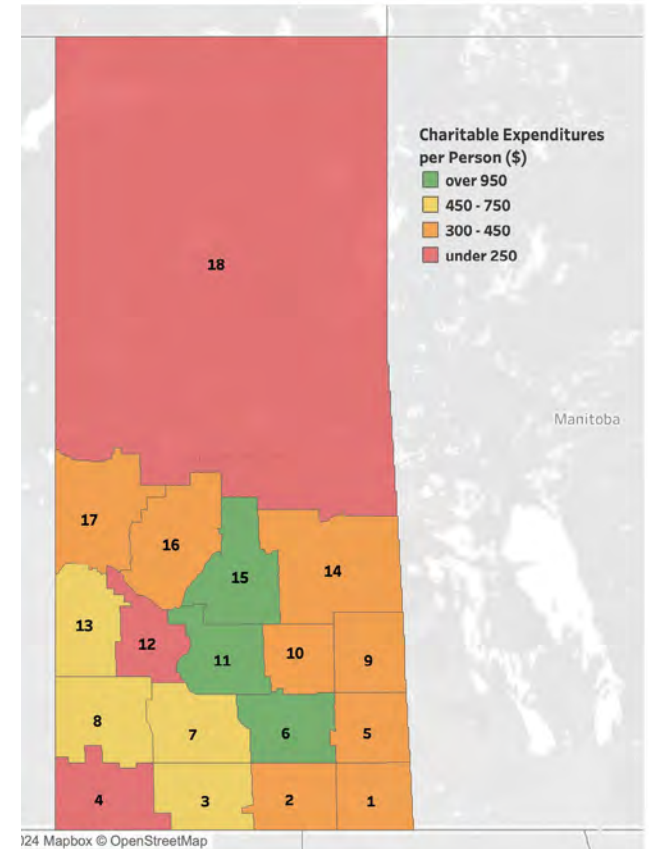 Charitable Expenditures
per Person ($)
over 950
450 - 750
300 - 450
under 250
18
Manitoba
17
16
15
14
13
12
11
10
9
8
7
6
5
4
3
2
1
)24 Mapbox © OpenStreetMap